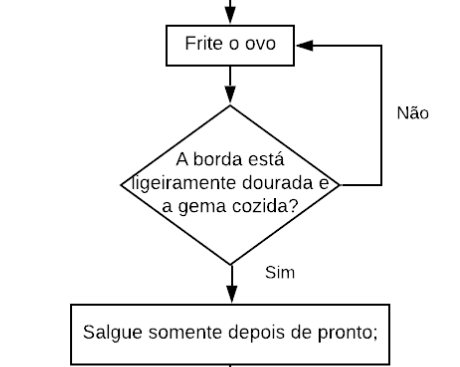 Frite o ovo
Não
A borda está
ligeiramente dourada e
a gema cozida?
Sim
Salgue somente depois de pronto;